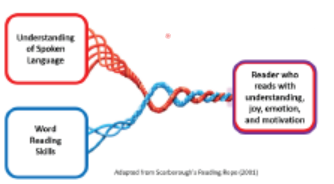 Understanding
of Spoken
Language
Word
Reading
Skills
Reader who
reads with
understanding,
joy, emotion,
and motivation
Adapted from Scarborough's Reading Rope (2001)